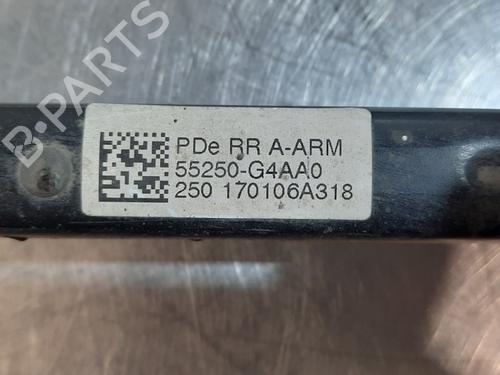 B-PARTS
PDe RR A-ARM
55250-G4AA0
250 170106A318